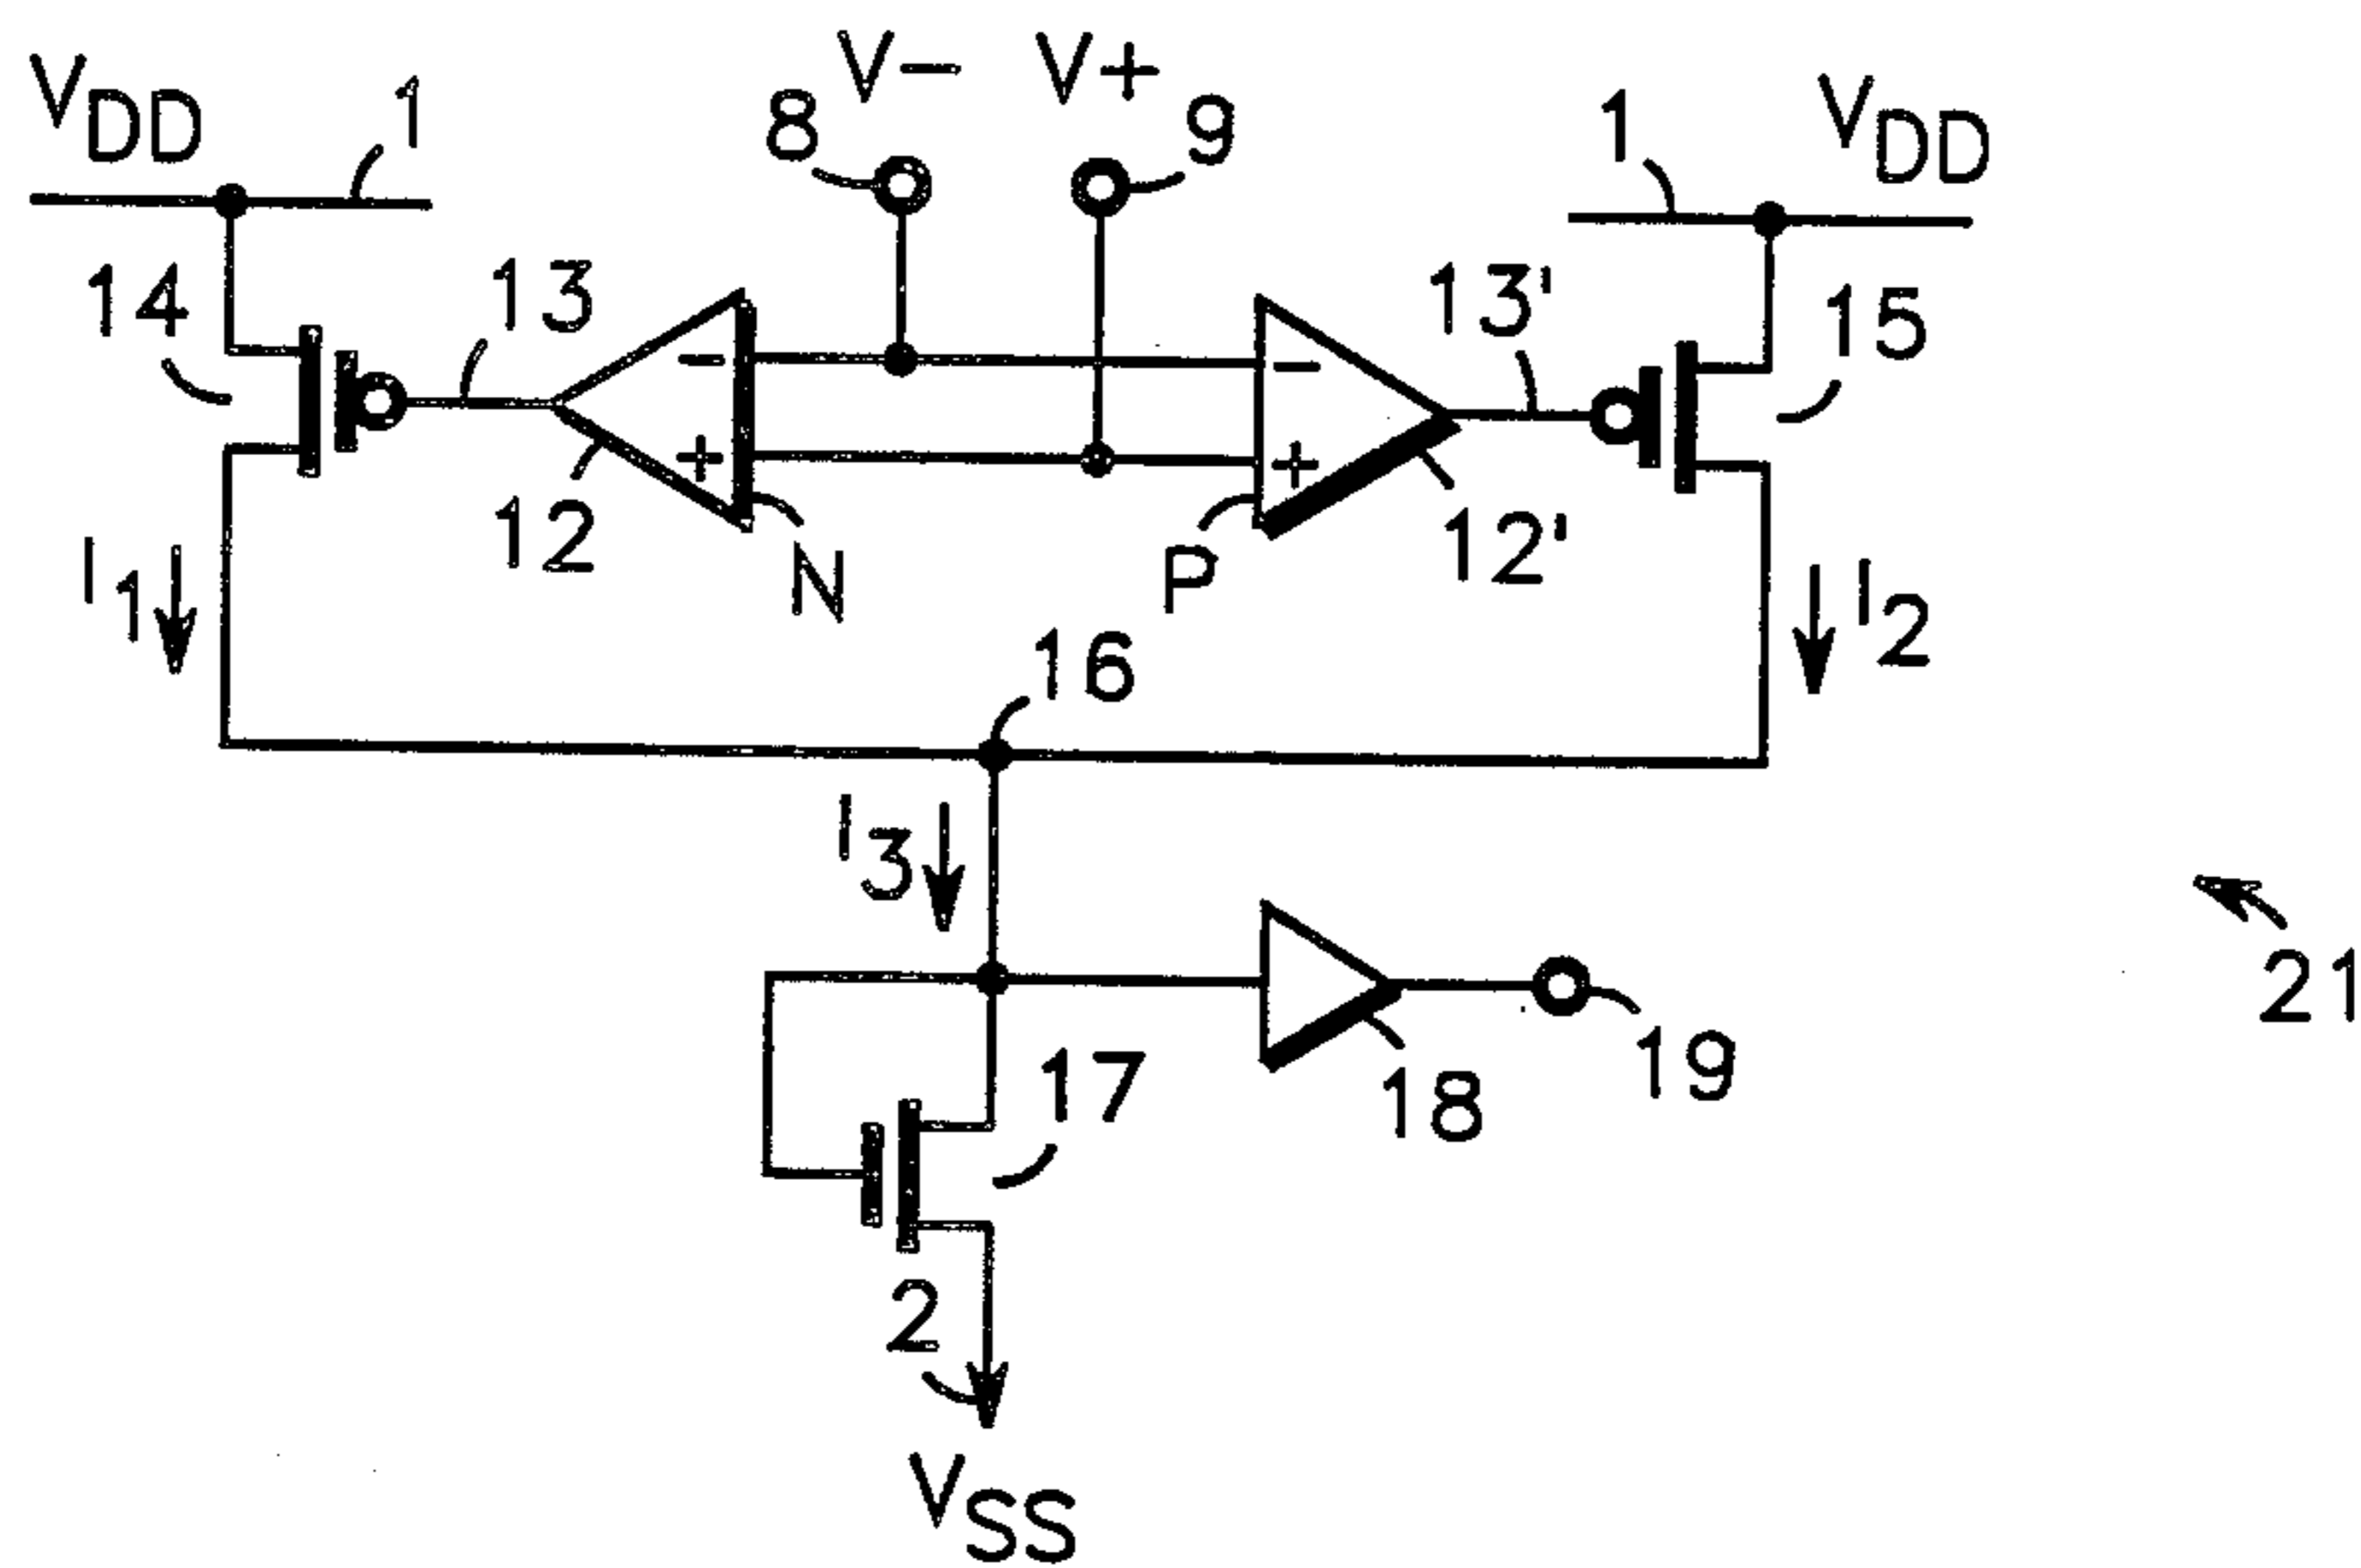 V− V+
VDD 1 8 9 1 VDD
14 13 − − 13' 15
+ +
12 N P 12'
I1 I2
16
I3
21
17 18 19
2
VSS